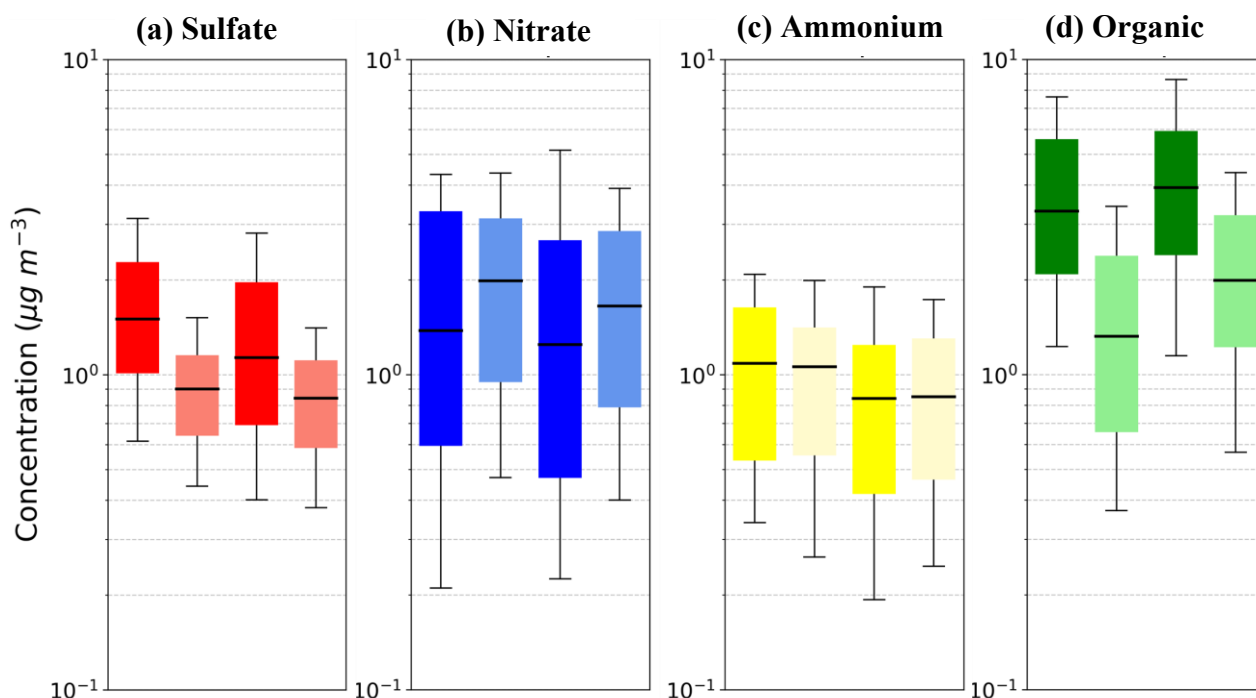 (a) Sulfate (b) Nitrate (c) Ammonium (d) Organic
10¹ 10¹ 10¹ 10¹
Concentration (μg m⁻³)
10⁰ 10⁰ 10⁰ 10⁰
10⁻¹ 10⁻¹ 10⁻¹ 10⁻¹